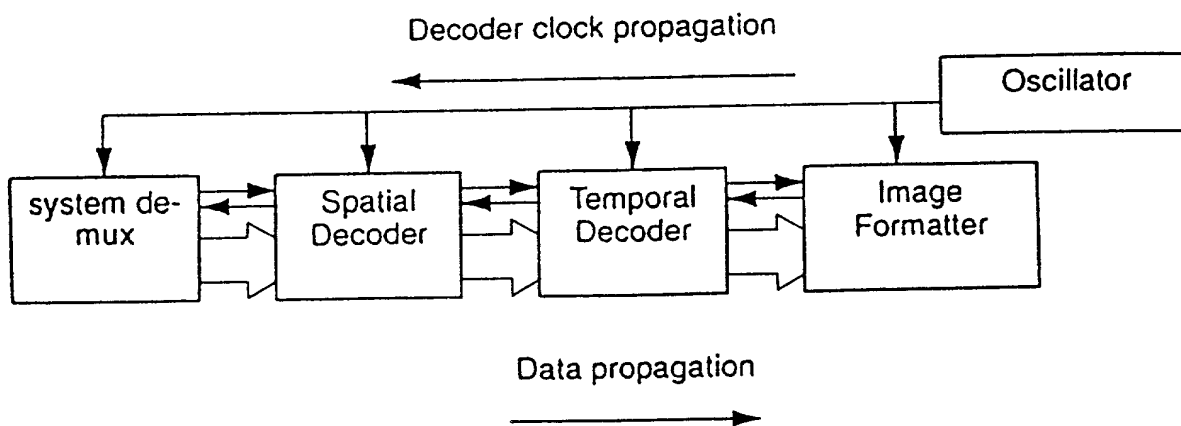 Decoder clock propagation
Oscillator
system de-
mux
Spatial
Decoder
Temporal
Decoder
Image
Formatter
Data propagation